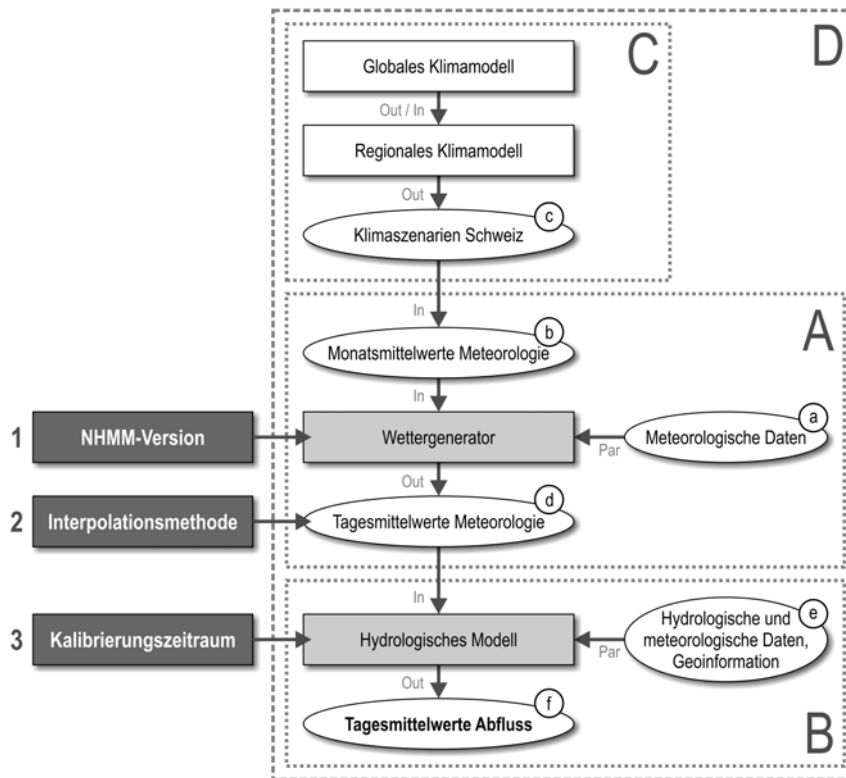 D
C
Globales Klimamodell
Out / In
Regionales Klimamodell
Out
c
Klimaszenarien Schweiz
In
A
b
Monatsmittelwerte Meteorologie
In
1
NHMM-Version
Wettergenerator
a
Meteorologische Daten
Par
Out
d
2
Interpolationsmethode
Tagesmittelwerte Meteorologie
In
3
Kalibrierungszeitraum
Hydrologisches Modell
e
Hydrologische und
meteorologische Daten,
Geoinformation
Par
Out
f
Tagesmittelwerte Abfluss
B